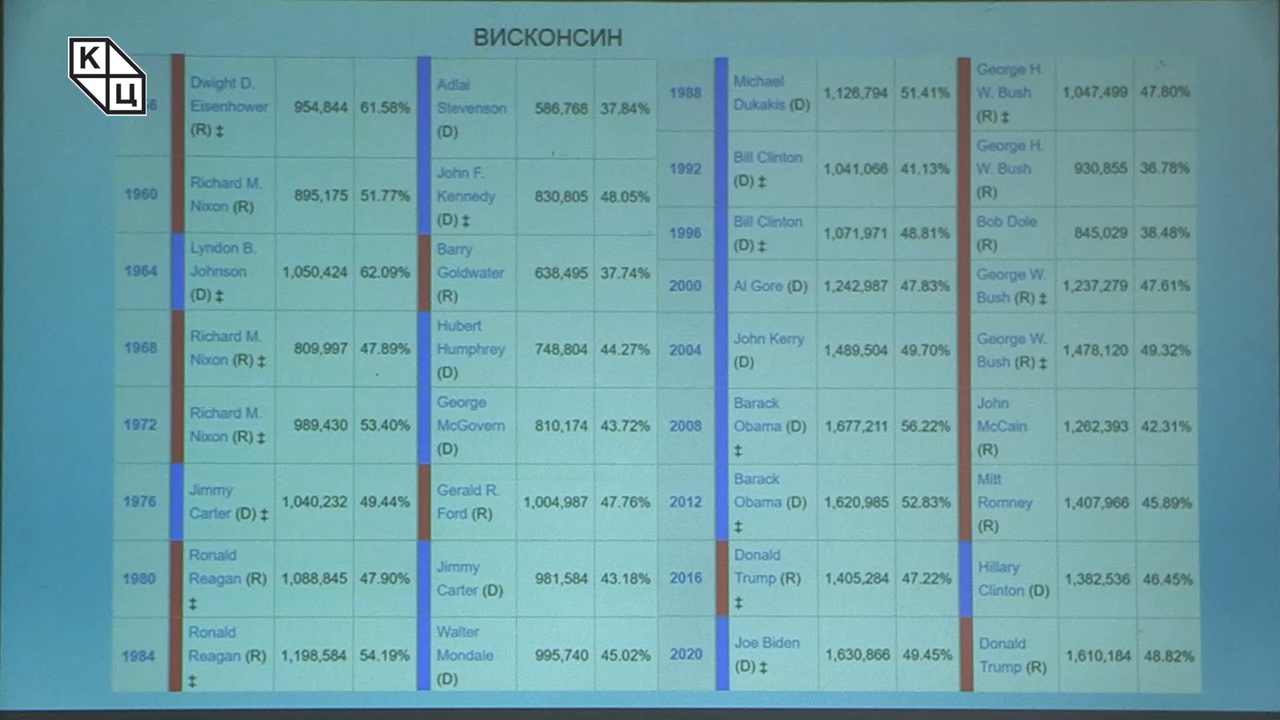 ВИСКОНСИН
К
Ц
Dwight D.
Eisenhower 954,844 61.58%
(R) ‡
Adlai
Stevenson 586,768 37.84%
(D)
1960 Richard M.
Nixon (R) 895,175 51.77%
John F.
Kennedy 830,805 48.05%
(D) ‡
1964 Lyndon B.
Johnson 1,050,424 62.09%
(D) ‡
Barry
Goldwater 638,495 37.74%
(R)
1968 Richard M.
Nixon (R) ‡ 809,997 47.89%
Hubert
Humphrey 748,804 44.27%
(D)
1972 Richard M.
Nixon (R) ‡ 989,430 53.40%
George
McGovern 810,174 43.72%
(D)
1976 Jimmy
Carter (D) ‡ 1,040,232 49.44%
Gerald R.
Ford (R) 1,004,987 47.76%
1980 Ronald
Reagan (R) 1,088,845 47.90%
‡
Jimmy
Carter (D) 981,584 43.18%
1984 Ronald
Reagan (R) 1,198,584 54.19%
‡
Walter
Mondale 995,740 45.02%
(D)
1988 Michael
Dukakis (D) 1,126,794 51.41%
George H.
W. Bush 1,047,499 47.80%
(R) ‡
1992 Bill Clinton
(D) ‡ 1,041,066 41.13%
George H.
W. Bush 930,855 36.78%
(R)
1996 Bill Clinton
(D) ‡ 1,071,971 48.81%
Bob Dole
(R) 845,029 38.48%
2000 Al Gore (D) 1,242,987 47.83%
George W.
Bush (R) ‡ 1,237,279 47.61%
2004 John Kerry
(D) 1,489,504 49.70%
George W.
Bush (R) ‡ 1,478,120 49.32%
2008 Barack
Obama (D) 1,677,211 56.22%
‡
John
McCain 1,262,393 42.31%
(R)
2012 Barack
Obama (D) 1,620,985 52.83%
‡
Mitt
Romney 1,407,966 45.89%
(R)
2016 Donald
Trump (R) 1,405,284 47.22%
‡
Hillary
Clinton (D) 1,382,536 46.45%
2020 Joe Biden
(D) ‡ 1,630,866 49.45%
Donald
Trump (R) 1,610,184 48.82%